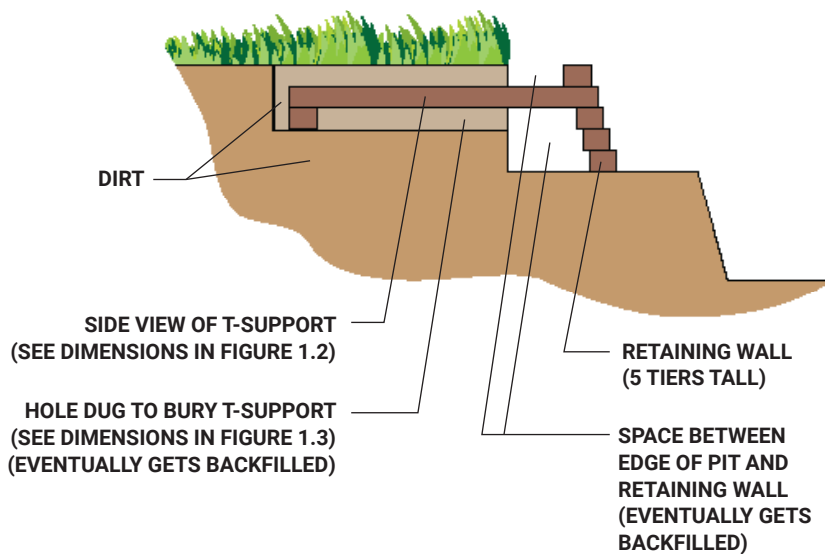 DIRT
SIDE VIEW OF T-SUPPORT
(SEE DIMENSIONS IN FIGURE 1.2)
HOLE DUG TO BURY T-SUPPORT
(SEE DIMENSIONS IN FIGURE 1.3)
(EVENTUALLY GETS BACKFILLED)
RETAINING WALL
(5 TIERS TALL)
SPACE BETWEEN
EDGE OF PIT AND
RETAINING WALL
(EVENTUALLY GETS
BACKFILLED)